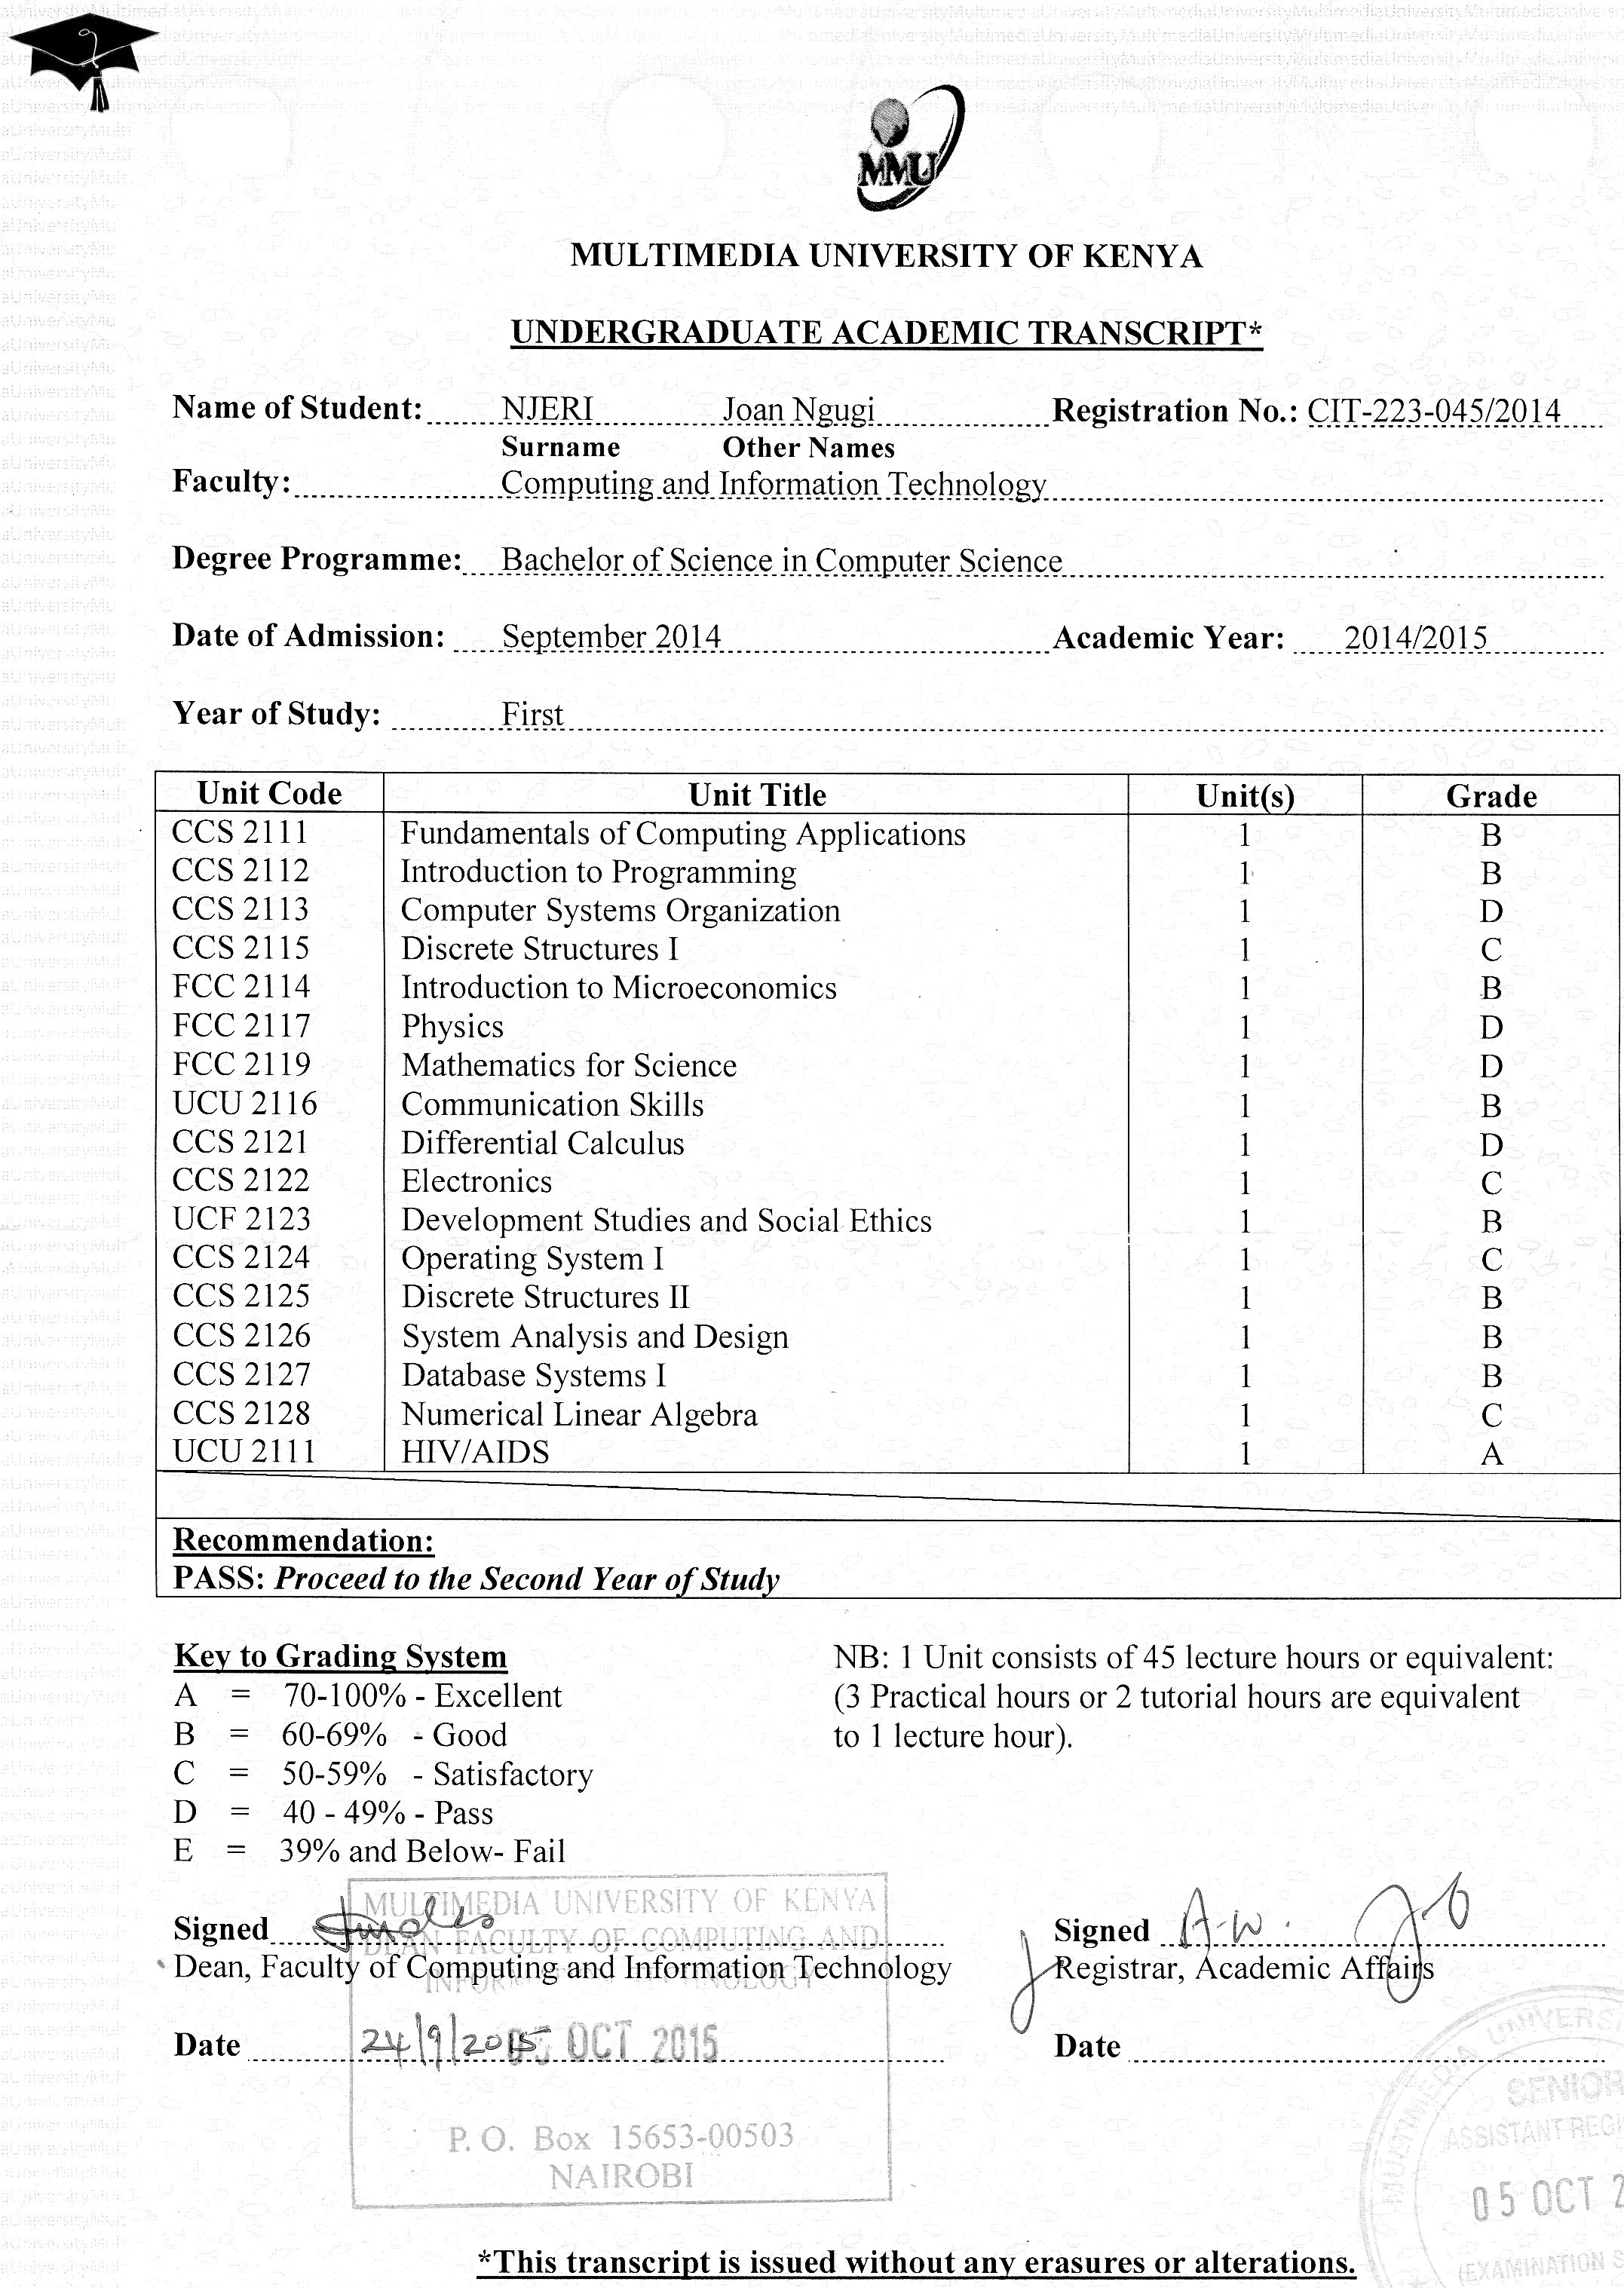 MMU
MULTIMEDIA UNIVERSITY OF KENYA
UNDERGRADUATE ACADEMIC TRANSCRIPT*
Name of Student: NJERI Joan Ngugi Registration No.: CIT-223-045/2014
Surname Other Names
Faculty: Computing and Information Technology
Degree Programme: Bachelor of Science in Computer Science
Date of Admission: September 2014 Academic Year: 2014/2015
Year of Study: First
Unit Code Unit Title Unit(s) Grade
CCS 2111 Fundamentals of Computing Applications 1 B
CCS 2112 Introduction to Programming 1 B
CCS 2113 Computer Systems Organization 1 D
CCS 2115 Discrete Structures I 1 C
FCC 2114 Introduction to Microeconomics 1 B
FCC 2117 Physics 1 D
FCC 2119 Mathematics for Science 1 D
UCU 2116 Communication Skills 1 B
CCS 2121 Differential Calculus 1 D
CCS 2122 Electronics 1 C
UCF 2123 Development Studies and Social Ethics 1 B
CCS 2124 Operating System I 1 C
CCS 2125 Discrete Structures II 1 B
CCS 2126 System Analysis and Design 1 B
CCS 2127 Database Systems I 1 B
CCS 2128 Numerical Linear Algebra 1 C
UCU 2111 HIV/AIDS 1 A
Recommendation:
PASS: Proceed to the Second Year of Study
Key to Grading System
A = 70-100% - Excellent
B = 60-69% - Good
C = 50-59% - Satisfactory
D = 40 - 49% - Pass
E = 39% and Below- Fail
NB: 1 Unit consists of 45 lecture hours or equivalent:
(3 Practical hours or 2 tutorial hours are equivalent
to 1 lecture hour).
MULTIMEDIA UNIVERSITY OF KENYA
DEAN FACULTY OF COMPUTING AND
Signed
Dean, Faculty of Computing and Information Technology
Date 24/9/2015
05 OCT 2015
P. O. Box 15653-00503
NAIROBI
Signed A.W.
Registrar, Academic Affairs
Date
MULTIMEDIA UNIVERSI
SENIOR
ASSISTANT REGI
05 OCT 2
(EXAMINATION S
*This transcript is issued without any erasures or alterations.